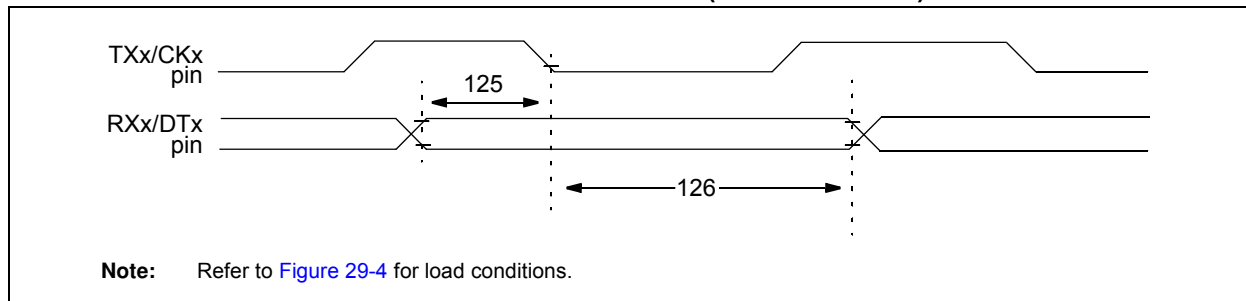 TXx/CKx
pin
125
RXx/DTx
pin
126
Note: Refer to Figure 29-4 for load conditions.